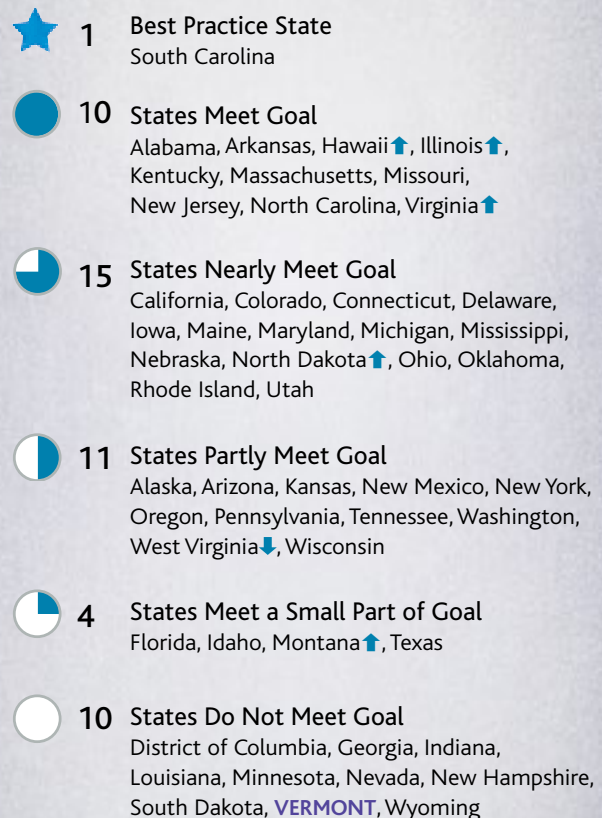 1 Best Practice State
South Carolina
10 States Meet Goal
Alabama, Arkansas, Hawaii⬆, Illinois⬆,
Kentucky, Massachusetts, Missouri,
New Jersey, North Carolina, Virginia⬆
15 States Nearly Meet Goal
California, Colorado, Connecticut, Delaware,
Iowa, Maine, Maryland, Michigan, Mississippi,
Nebraska, North Dakota⬆, Ohio, Oklahoma,
Rhode Island, Utah
11 States Partly Meet Goal
Alaska, Arizona, Kansas, New Mexico, New York,
Oregon, Pennsylvania, Tennessee, Washington,
West Virginia⬇, Wisconsin
4 States Meet a Small Part of Goal
Florida, Idaho, Montana⬆, Texas
10 States Do Not Meet Goal
District of Columbia, Georgia, Indiana,
Louisiana, Minnesota, Nevada, New Hampshire,
South Dakota, VERMONT, Wyoming